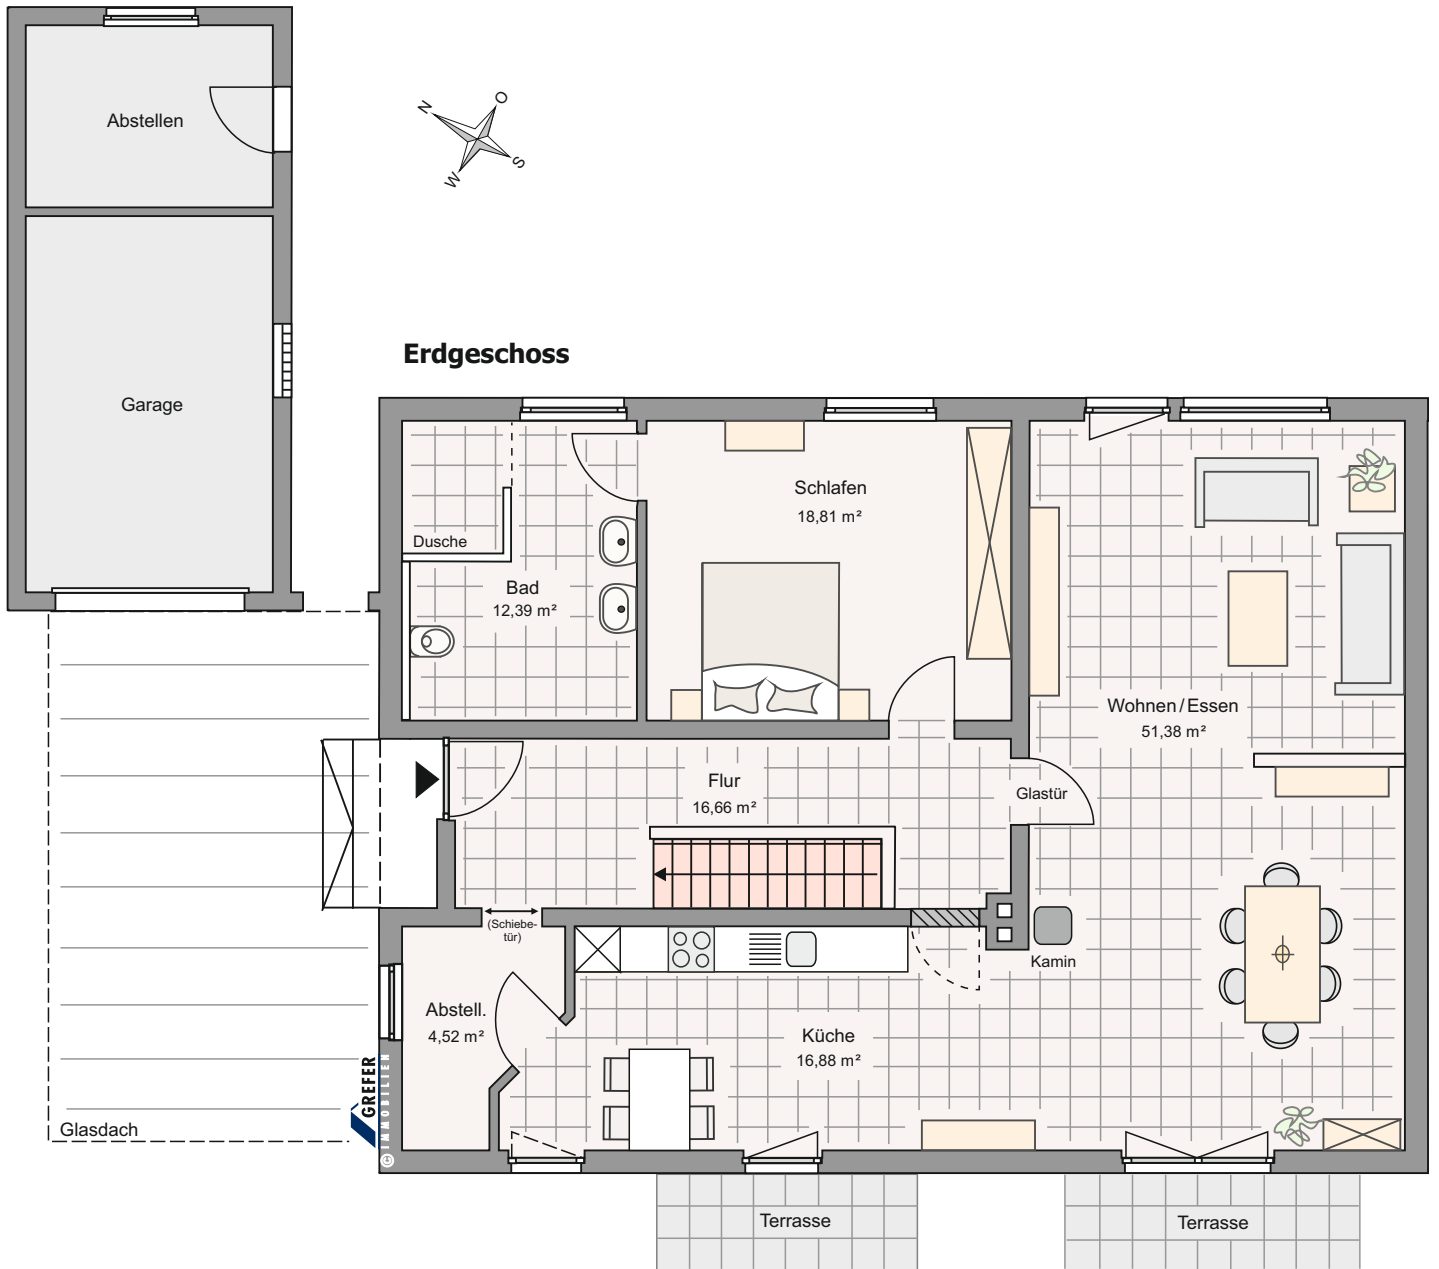 Abstellen
N
O
W
S
Garage
Erdgeschoss
Schlafen
18,81 m²
Dusche
Bad
12,39 m²
Wohnen/Essen
51,38 m²
Flur
16,66 m²
Glastür
(Schiebe-
tür)
Kamin
Abstell.
4,52 m²
Küche
16,88 m²
Glasdach
GREFER
© IMMOBILIEN
Terrasse
Terrasse